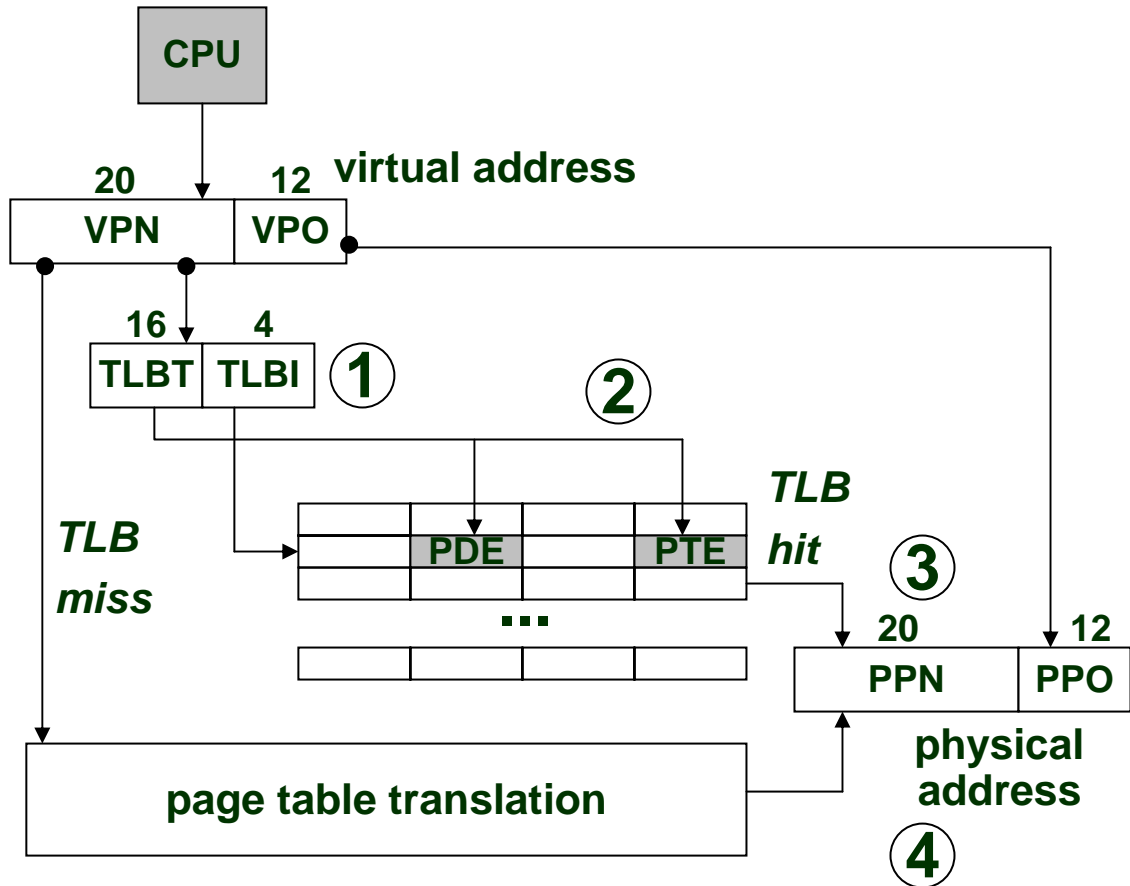 CPU
virtual address
20 12
VPN VPO
16 4
TLBT TLBI
1
2
TLB
hit
PDE PTE
TLB
miss
3
...
20 12
PPN PPO
page table translation
physical
address
4